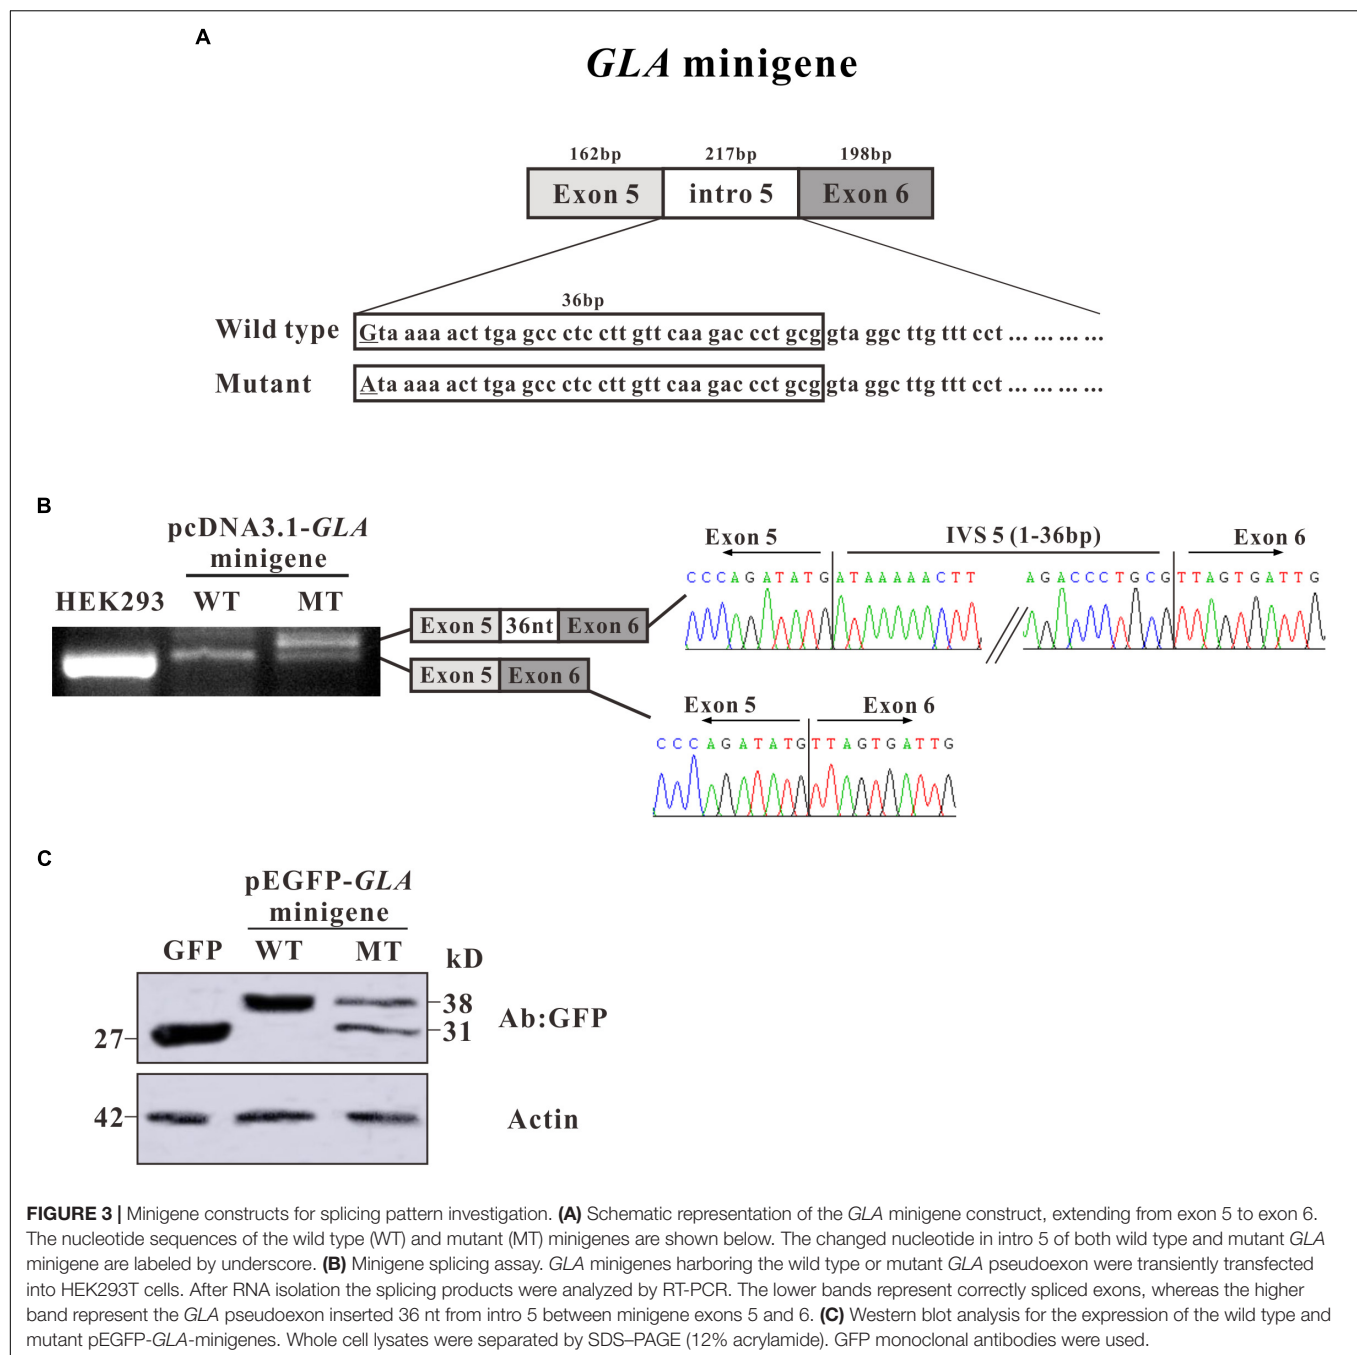 A
GLA minigene
162bp 217bp 198bp
Exon 5 intro 5 Exon 6
36bp
Wild type Gta aaa act tga gcc ctc ctt gtt caa gac cct gcg gta ggc ttg ttt cct ... ... ... ...
Mutant Ata aaa act tga gcc ctc ctt gtt caa gac cct gcg gta ggc ttg ttt cct ... ... ... ...
B
pcDNA3.1-GLA
minigene
HEK293 WT MT
Exon 5 36nt Exon 6
Exon 5 Exon 6
Exon 5 IVS 5 (1-36bp) Exon 6
C C C A G A T A T G A T A A A A A C T T A G A C C C T G C G T T A G T G A T T G
Exon 5 Exon 6
C C C A G A T A T G T T A G T G A T T G
C
pEGFP-GLA
minigene
GFP WT MT kD
38
31
27
Ab:GFP
42
Actin
FIGURE 3 | Minigene constructs for splicing pattern investigation. (A) Schematic representation of the GLA minigene construct, extending from exon 5 to exon 6.
The nucleotide sequences of the wild type (WT) and mutant (MT) minigenes are shown below. The changed nucleotide in intro 5 of both wild type and mutant GLA
minigene are labeled by underscore. (B) Minigene splicing assay. GLA minigenes harboring the wild type or mutant GLA pseudoexon were transiently transfected
into HEK293T cells. After RNA isolation the splicing products were analyzed by RT-PCR. The lower bands represent correctly spliced exons, whereas the higher
band represent the GLA pseudoexon inserted 36 nt from intro 5 between minigene exons 5 and 6. (C) Western blot analysis for the expression of the wild type and
mutant pEGFP-GLA-minigenes. Whole cell lysates were separated by SDS–PAGE (12% acrylamide). GFP monoclonal antibodies were used.